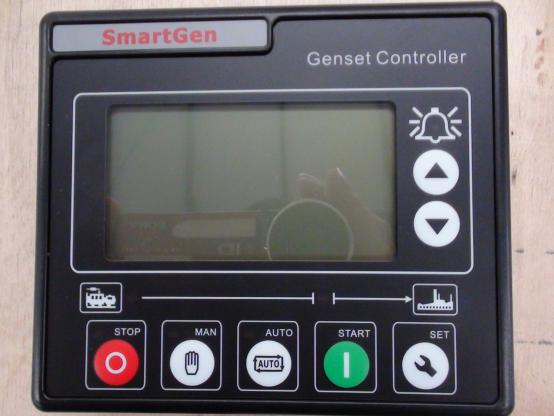 SmartGen
Genset Controller
STOP
MAN
AUTO
START
SET
AUTO